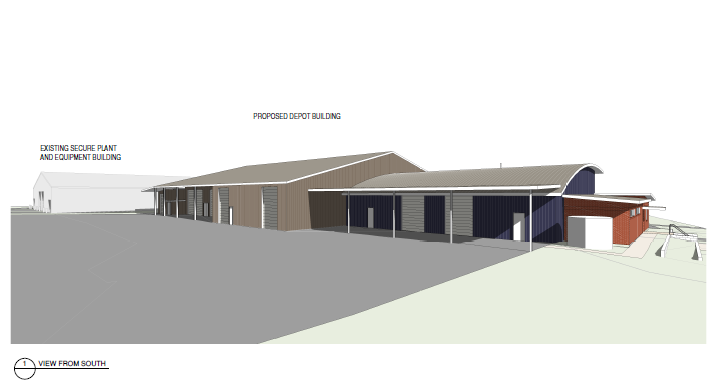 PROPOSED DEPOT BUILDING
EXISTING SECURE PLANT
AND EQUIPMENT BUILDING
1 VIEW FROM SOUTH